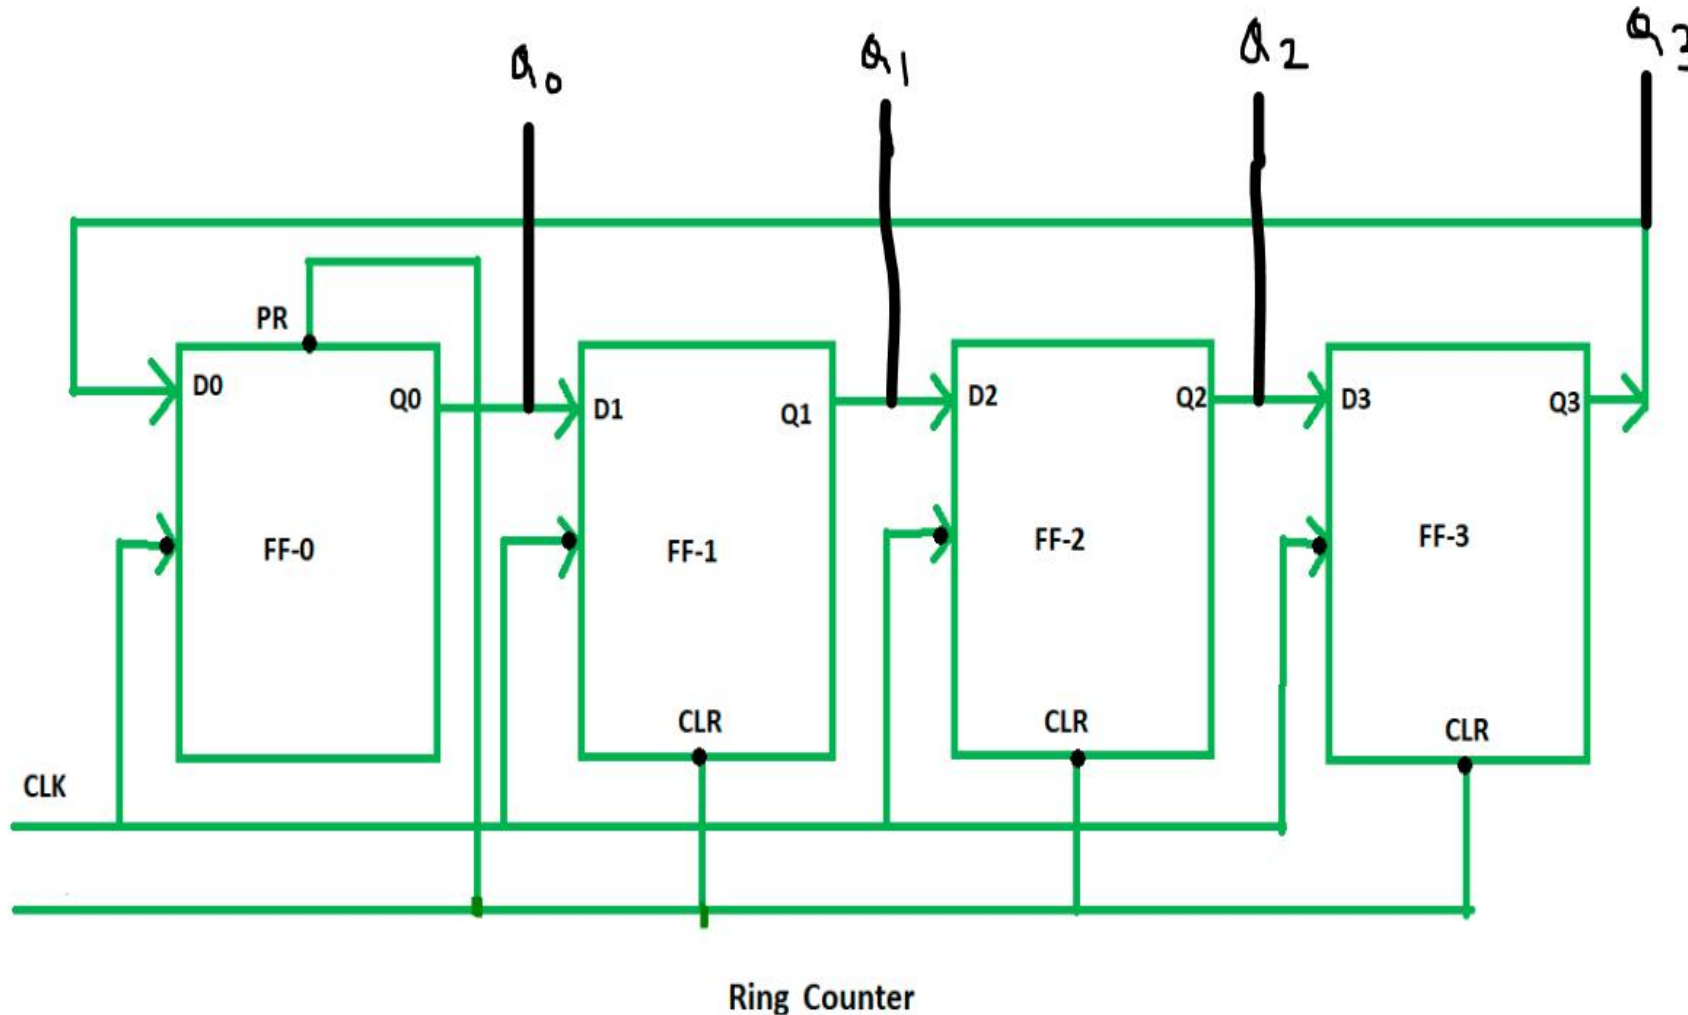 Q0 Q1 Q2 Q3
PR
D0 Q0 D1 Q1 D2 Q2 D3 Q3
FF-0 FF-1 FF-2 FF-3
CLR CLR CLR
CLK
Ring Counter